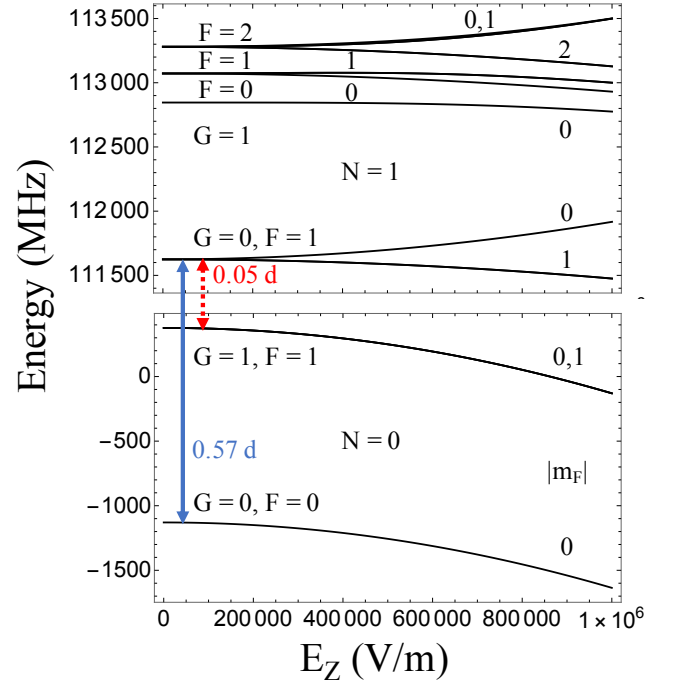 113 500
F = 2
0,1
F = 1
1
2
113 000
F = 0
0
112 500
G = 1
0
N = 1
112 000
0
G = 0, F = 1
1
111 500
0.05 d
Energy (MHz)
G = 1, F = 1
0,1
0
N = 0
−500
0.57 d
|m_F|
G = 0, F = 0
−1000
0
−1500
0
200 000
400 000
600 000
800 000
1 × 10^6
E_Z (V/m)